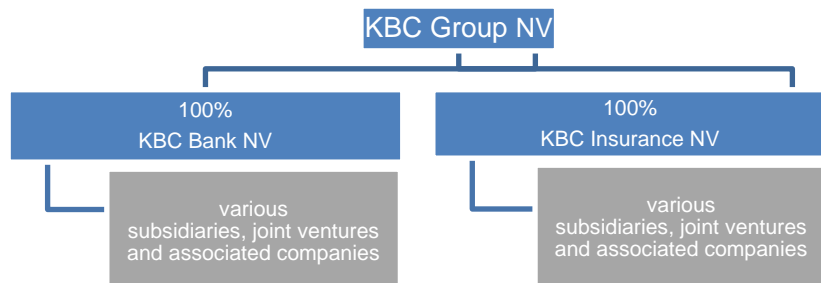 KBC Group NV
100%
KBC Bank NV
100%
KBC Insurance NV
various
subsidiaries, joint ventures
and associated companies
various
subsidiaries, joint ventures
and associated companies